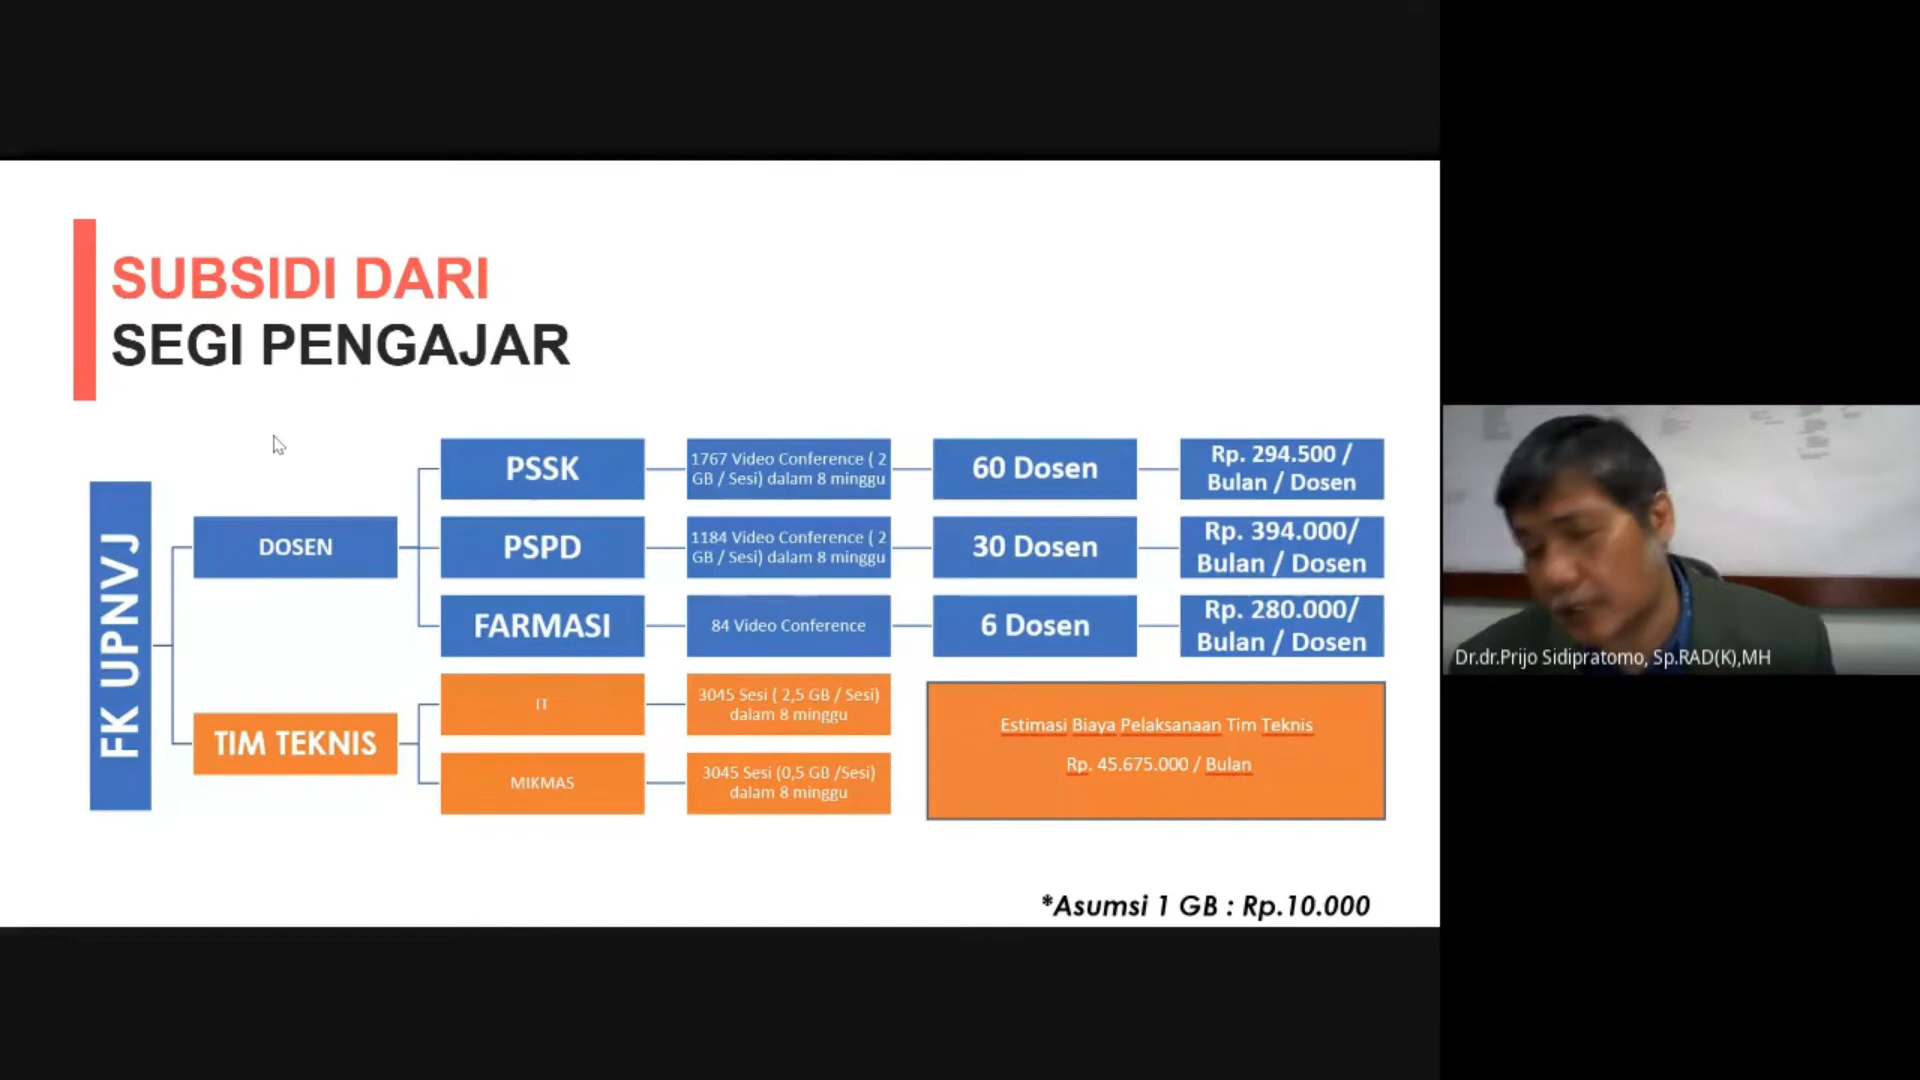 SUBSIDI DARI
SEGI PENGAJAR
FK UPNVJ
DOSEN
PSSK
1767 Video Conference ( 2
GB / Sesi) dalam 8 minggu
60 Dosen
Rp. 294.500 /
Bulan / Dosen
PSPD
1184 Video Conference ( 2
GB / Sesi) dalam 8 minggu
30 Dosen
Rp. 394.000/
Bulan / Dosen
FARMASI
84 Video Conference
6 Dosen
Rp. 280.000/
Bulan / Dosen
TIM TEKNIS
IT
3045 Sesi ( 2,5 GB / Sesi)
dalam 8 minggu
MIKMAS
3045 Sesi (0,5 GB /Sesi)
dalam 8 minggu
Estimasi Biaya Pelaksanaan Tim Teknis
Rp. 45.675.000 / Bulan
*Asumsi 1 GB : Rp.10.000
Dr.dr.Prijo Sidipratomo, Sp.RAD(K),MH